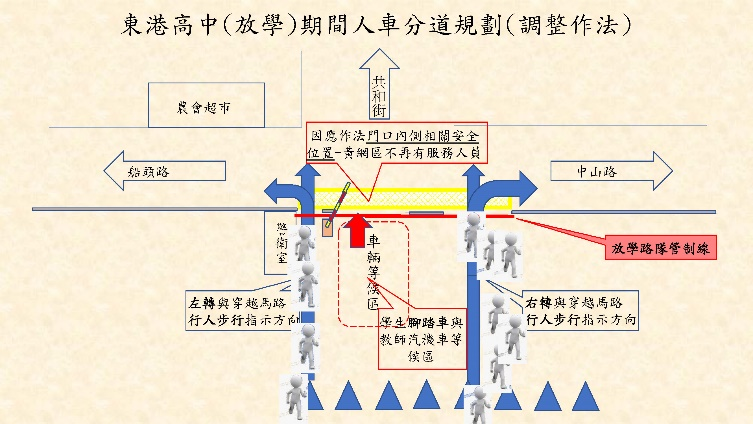 東港高中(放學)期間人車分道規劃(調整作法)
共和街
農會超市
因應作法門口內側相關安全
位置-黃網區不再有服務人員
船頭路
中山路
警衛室
車輛等候區
放學路隊管制線
左轉與穿越馬路
行人步行指示方向
學生腳踏車與
教師汽機車等
候區
右轉與穿越馬路
行人步行指示方向